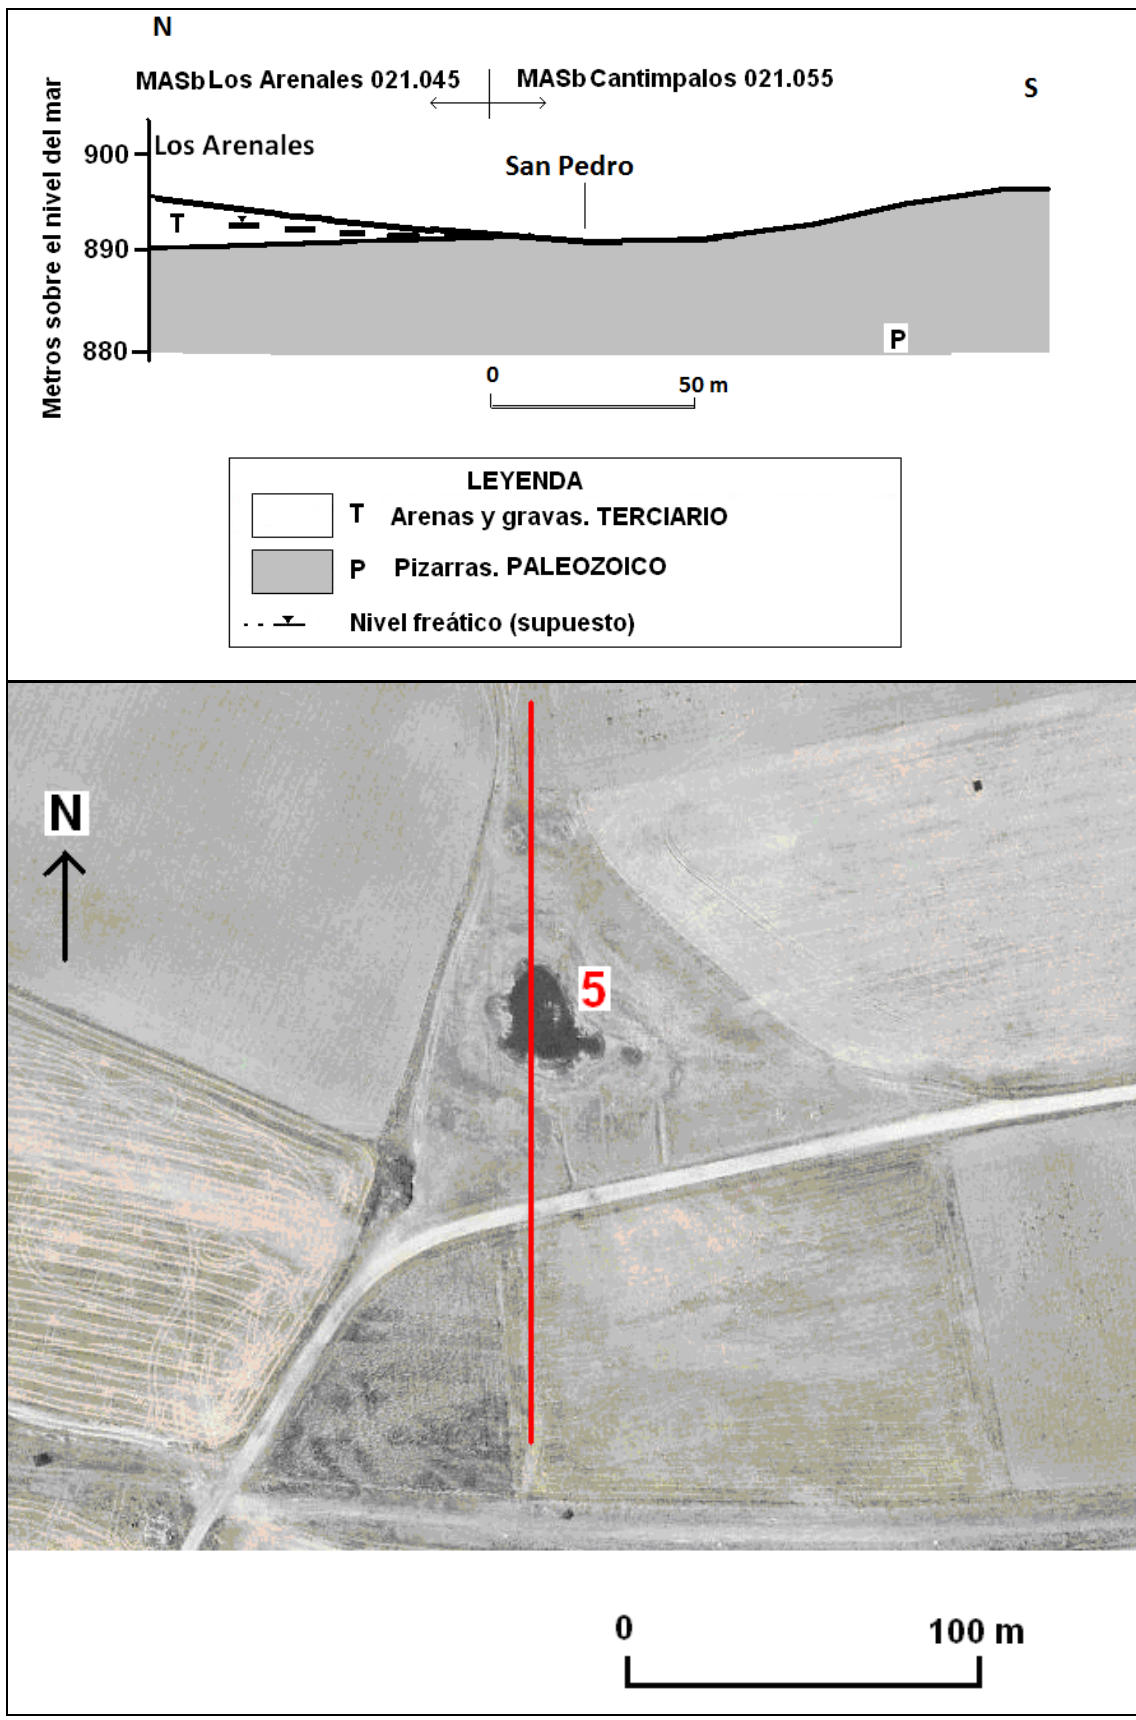 N
MASb Los Arenales 021.045
MASb Cantimpalos 021.055
S
Metros sobre el nivel del mar
900
Los Arenales
San Pedro
T
890
880
P
0
50 m
LEYENDA
T Arenas y gravas. TERCIARIO
P Pizarras. PALEOZOICO
Nivel freático (supuesto)
N
5
0
100 m